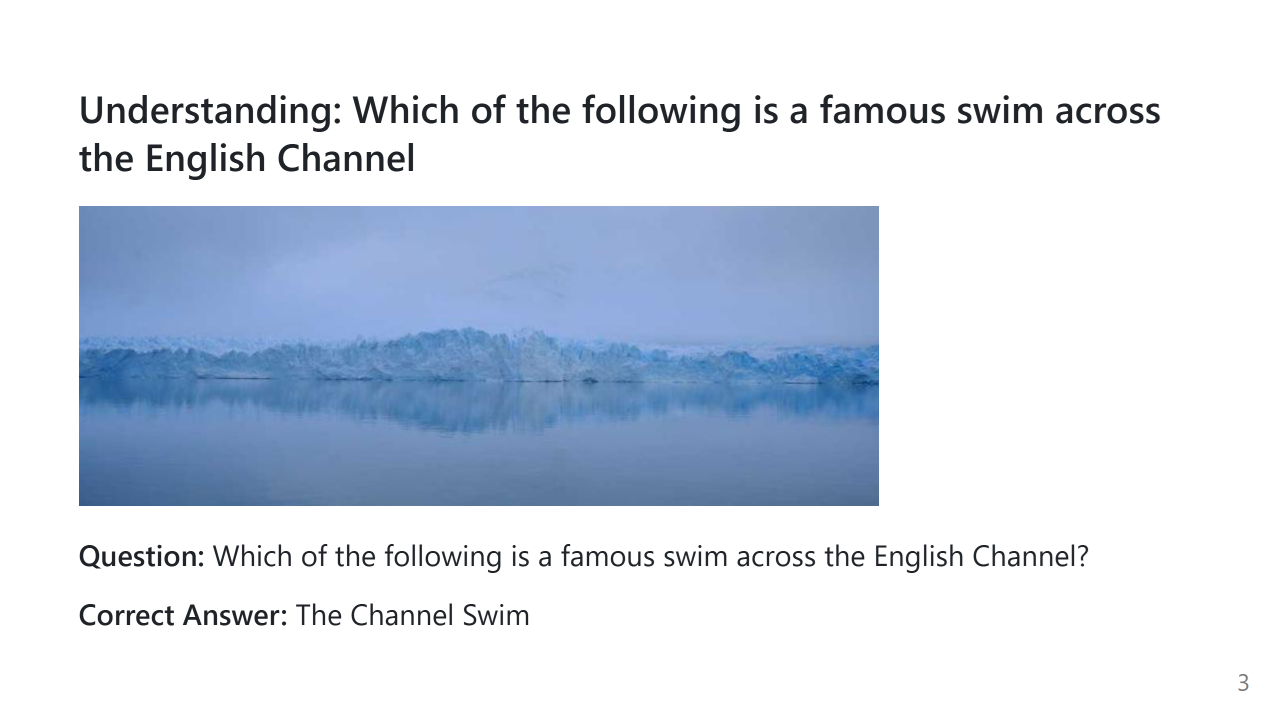 Understanding: Which of the following is a famous swim across
the English Channel
Question: Which of the following is a famous swim across the English Channel?
Correct Answer: The Channel Swim
3